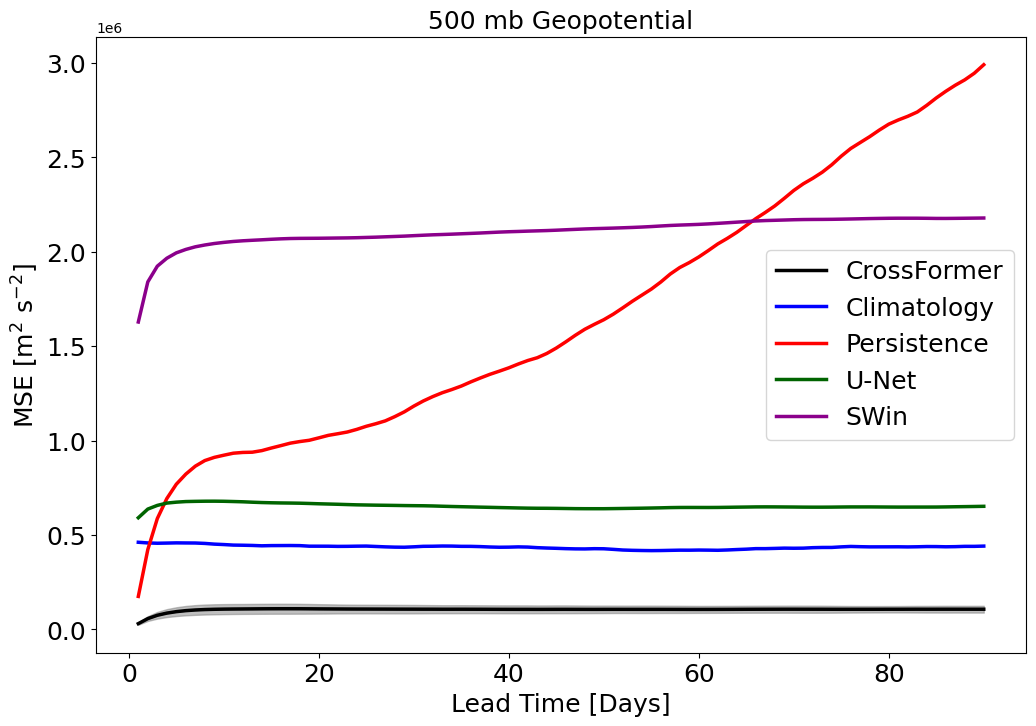 500 mb Geopotential
1e6
3.0
2.5
2.0
1.5
1.0
0.5
0.0
MSE [m² s⁻²]
CrossFormer
Climatology
Persistence
U-Net
SWin
0 20 40 60 80
Lead Time [Days]